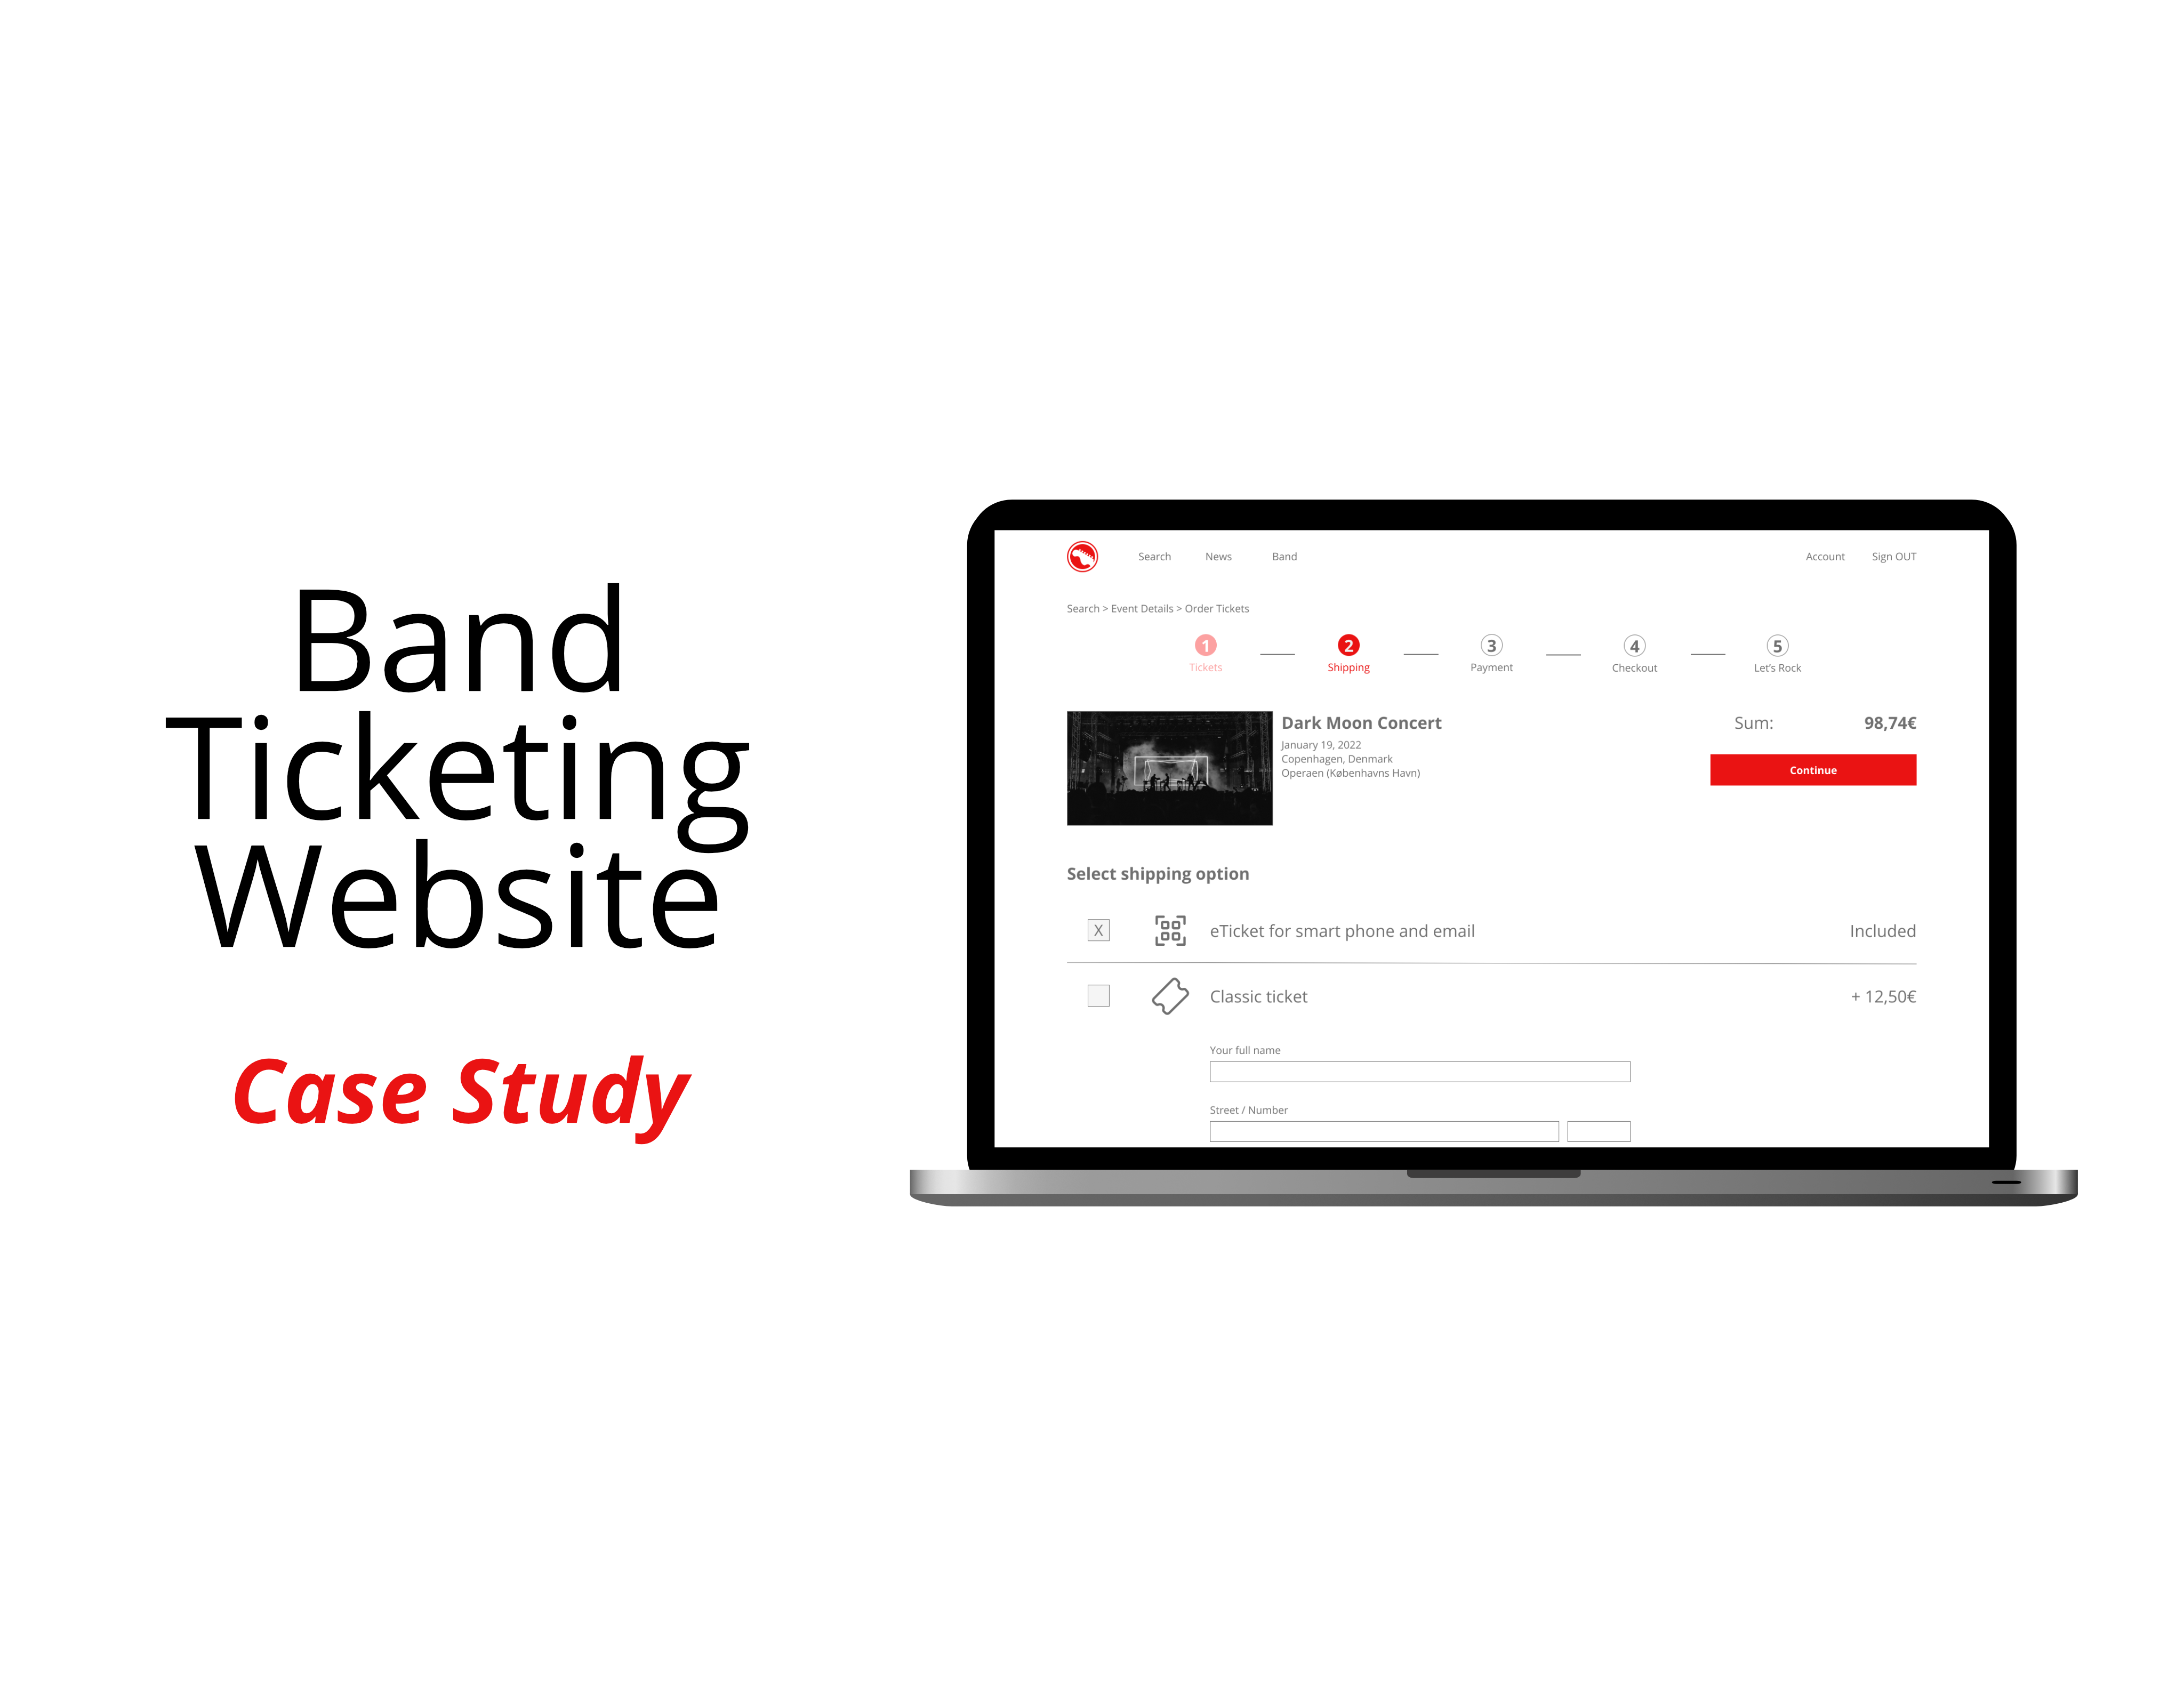 Band
Ticketing
Website
Case Study
Search News Band Account Sign OUT
Search > Event Details > Order Tickets
1 2 3 4 5
Tickets Shipping Payment Checkout Let's Rock
Dark Moon Concert
January 19, 2022
Copenhagen, Denmark
Operaen (Københavns Havn)
Sum: 98,74€
Continue
Select shipping option
X eTicket for smart phone and email Included
Classic ticket + 12,50€
Your full name
Street / Number